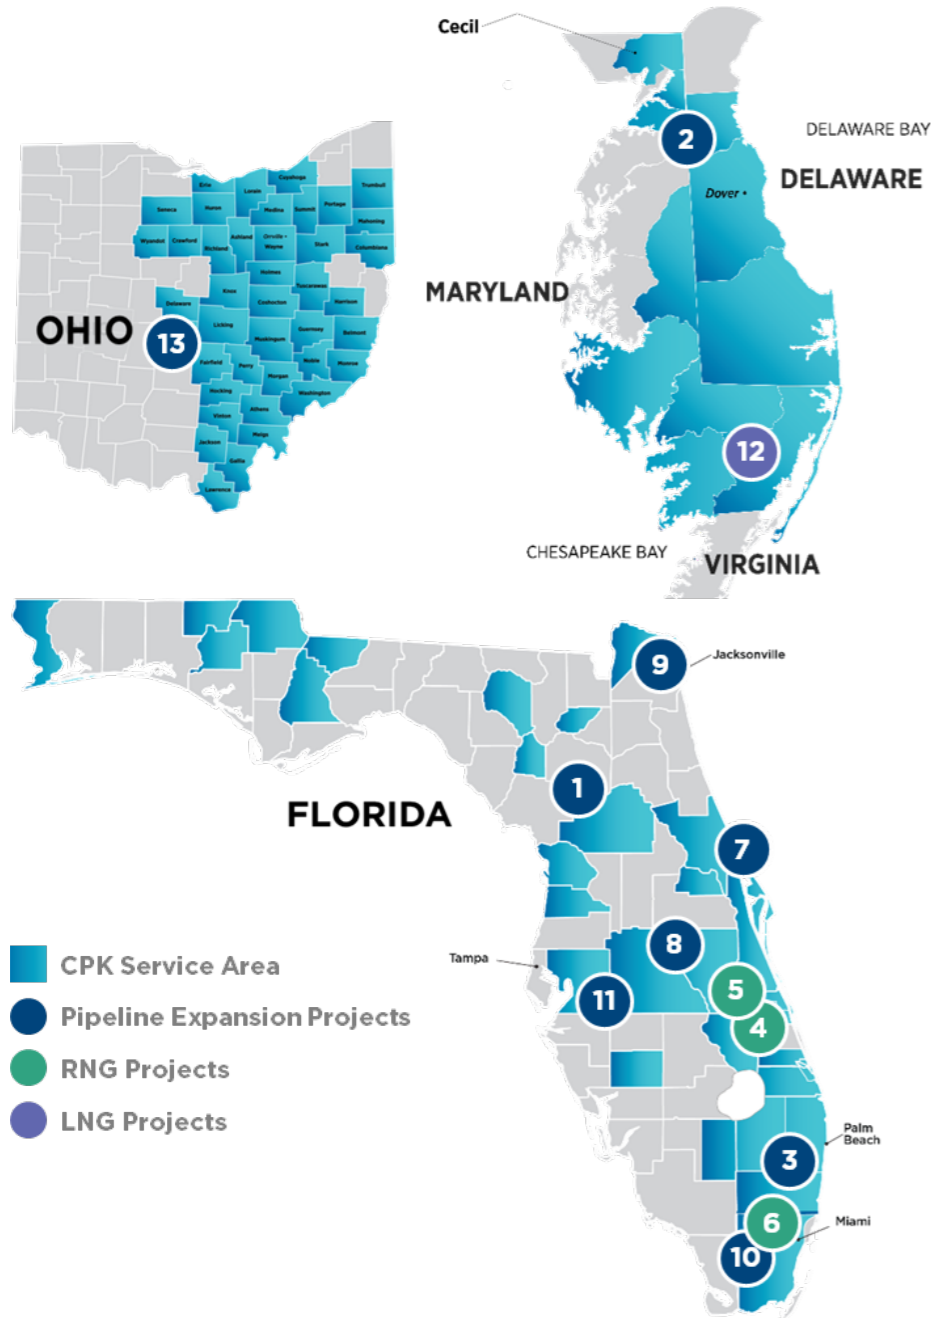 Cecil
2
DELAWARE BAY
DELAWARE
Dover
MARYLAND
12
CHESAPEAKE BAY
VIRGINIA
OHIO
13
Cuyahoga
Erie
Lorain
Trumbull
Seneca
Huron
Medina
Summit
Portage
Mahoning
Wyandot
Crawford
Richland
Ashland
Orrville
Wayne
Stark
Columbiana
Holmes
Tuscarawas
Knox
Delaware
Coshocton
Harrison
Licking
Muskingum
Guernsey
Belmont
Fairfield
Perry
Noble
Monroe
Morgan
Hocking
Washington
Vinton
Athens
Meigs
Jackson
Gallia
Lawrence
9
Jacksonville
1
FLORIDA
7
8
Tampa
11
5
4
Palm
Beach
3
6
Miami
10
CPK Service Area
Pipeline Expansion Projects
RNG Projects
LNG Projects